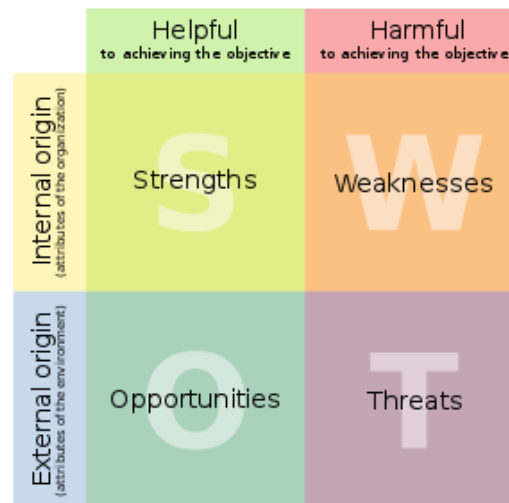 Helpful
to achieving the objective
Harmful
to achieving the objective
Internal origin
(attributes of the organization)
S
Strengths
W
Weaknesses
External origin
(attributes of the environment)
O
Opportunities
T
Threats